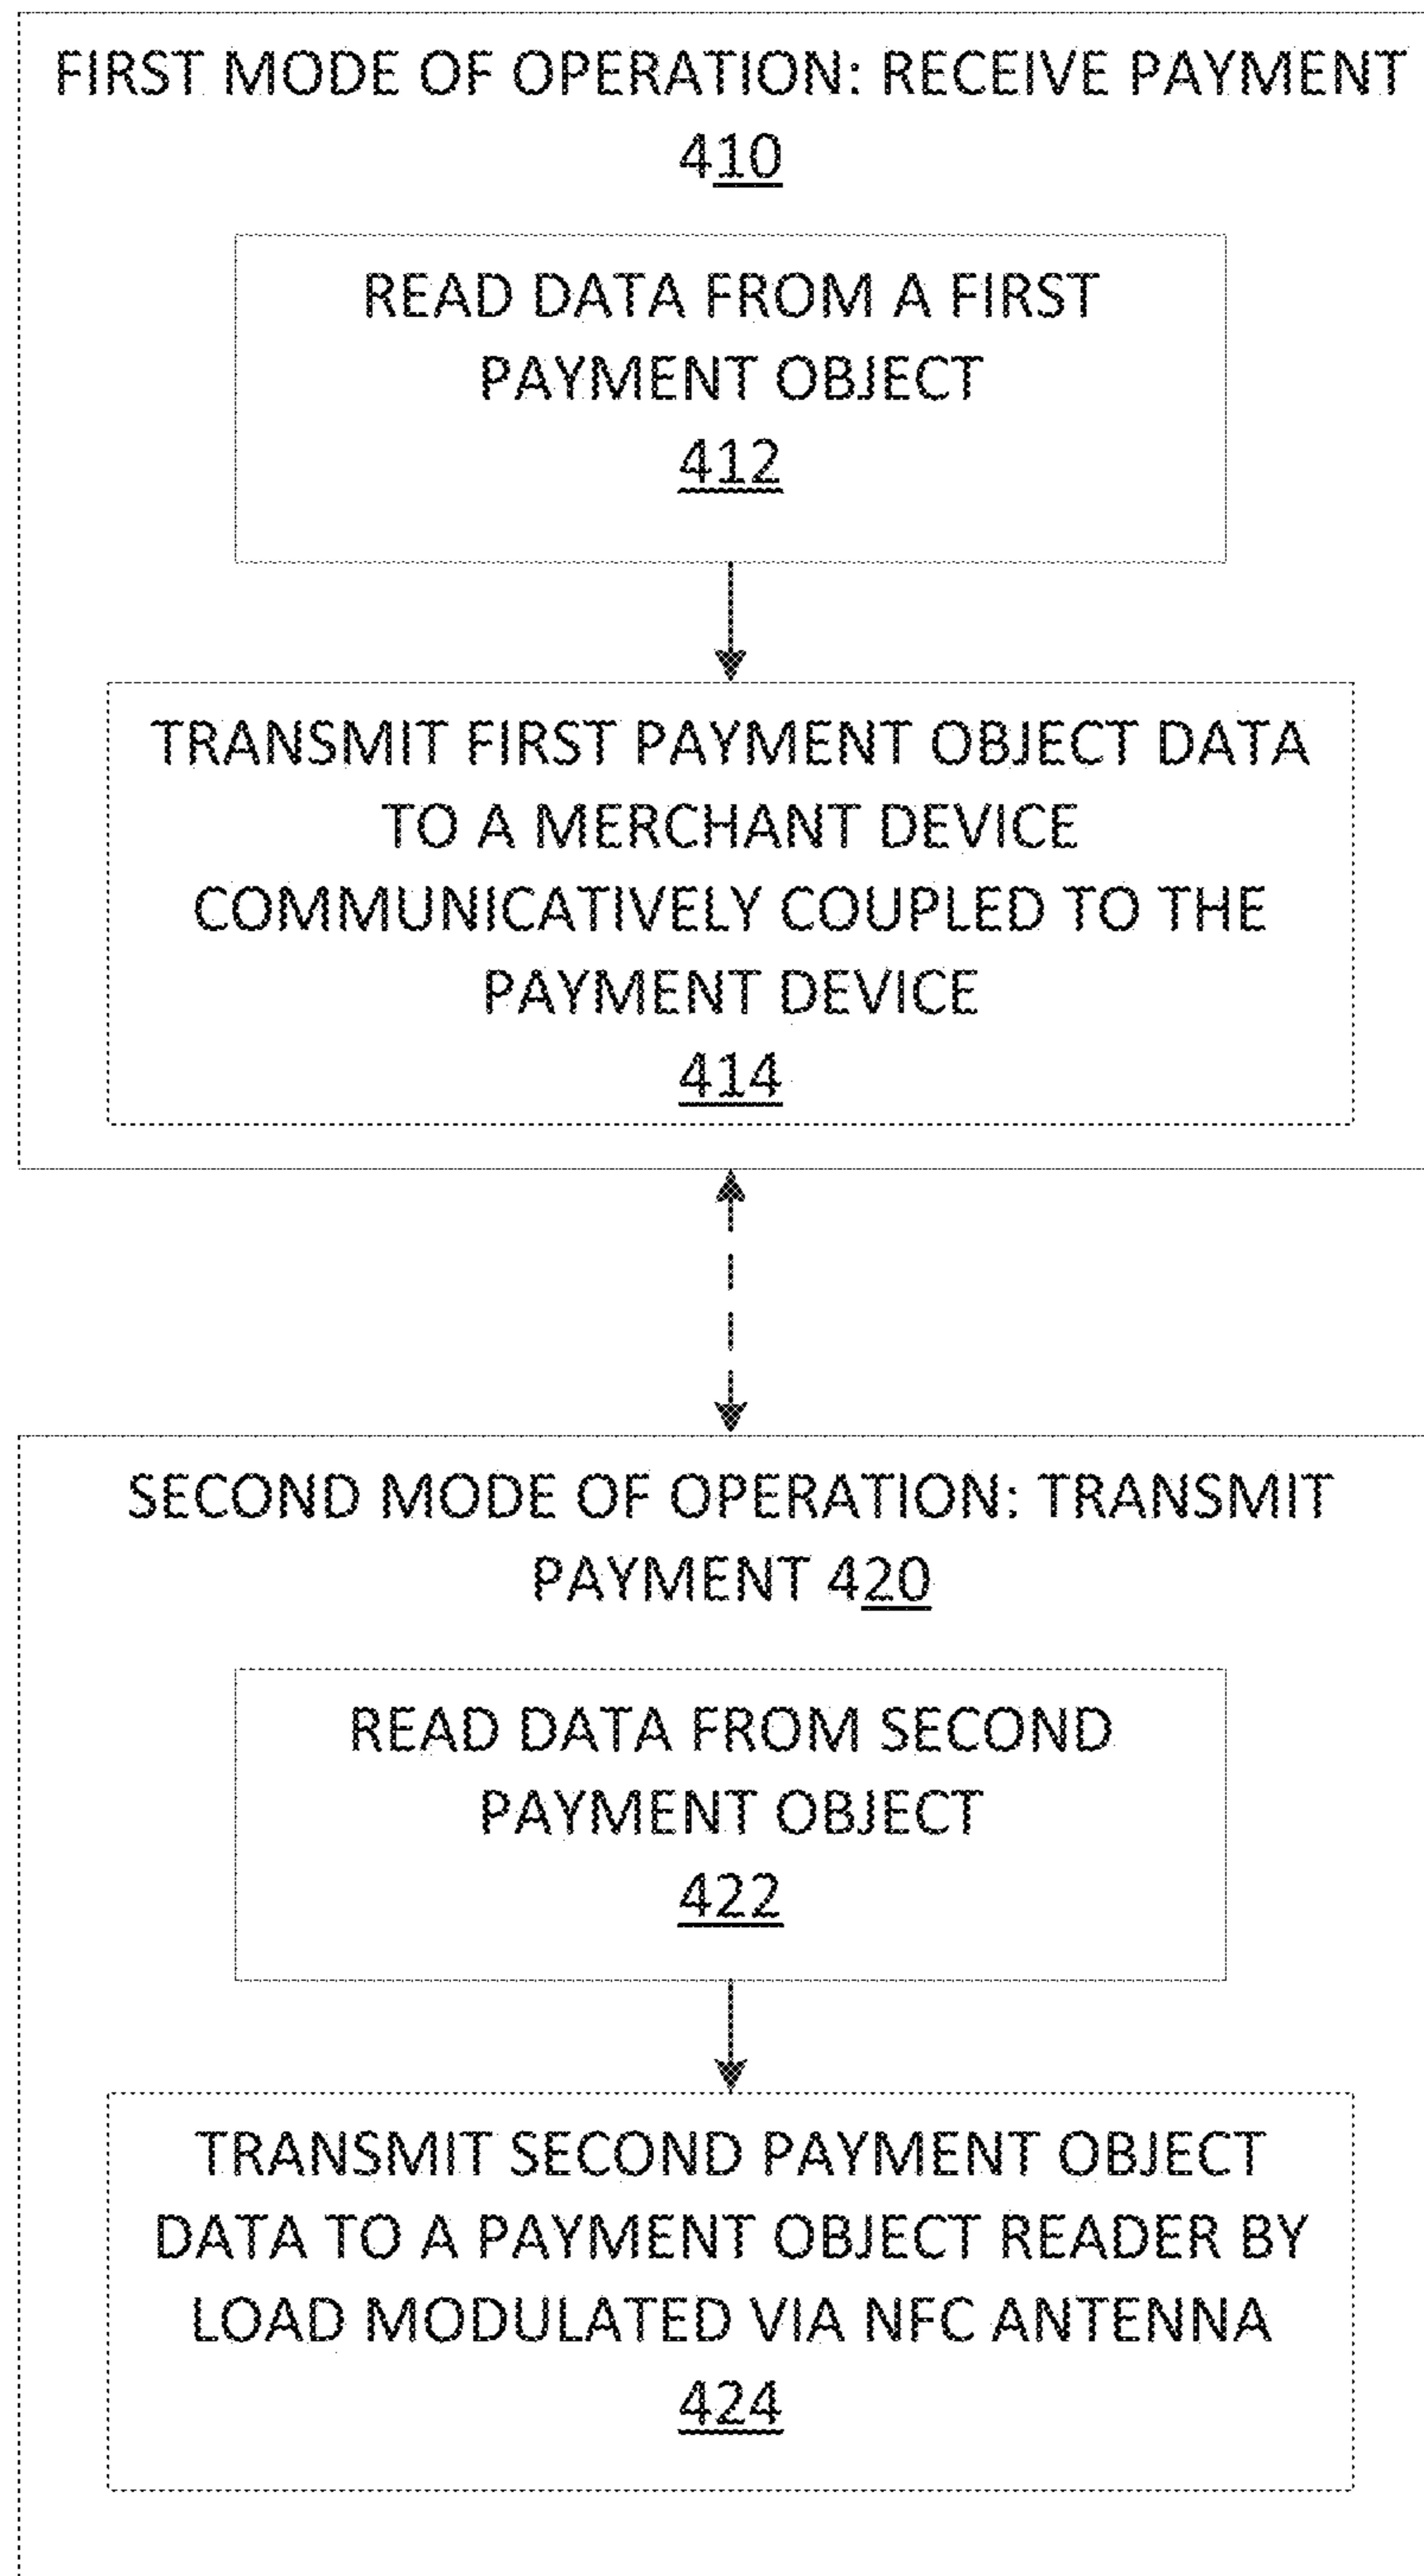 FIRST MODE OF OPERATION: RECEIVE PAYMENT
410
READ DATA FROM A FIRST
PAYMENT OBJECT
412
TRANSMIT FIRST PAYMENT OBJECT DATA
TO A MERCHANT DEVICE
COMMUNICATIVELY COUPLED TO THE
PAYMENT DEVICE
414
SECOND MODE OF OPERATION: TRANSMIT
PAYMENT 420
READ DATA FROM SECOND
PAYMENT OBJECT
422
TRANSMIT SECOND PAYMENT OBJECT
DATA TO A PAYMENT OBJECT READER BY
LOAD MODULATED VIA NFC ANTENNA
424